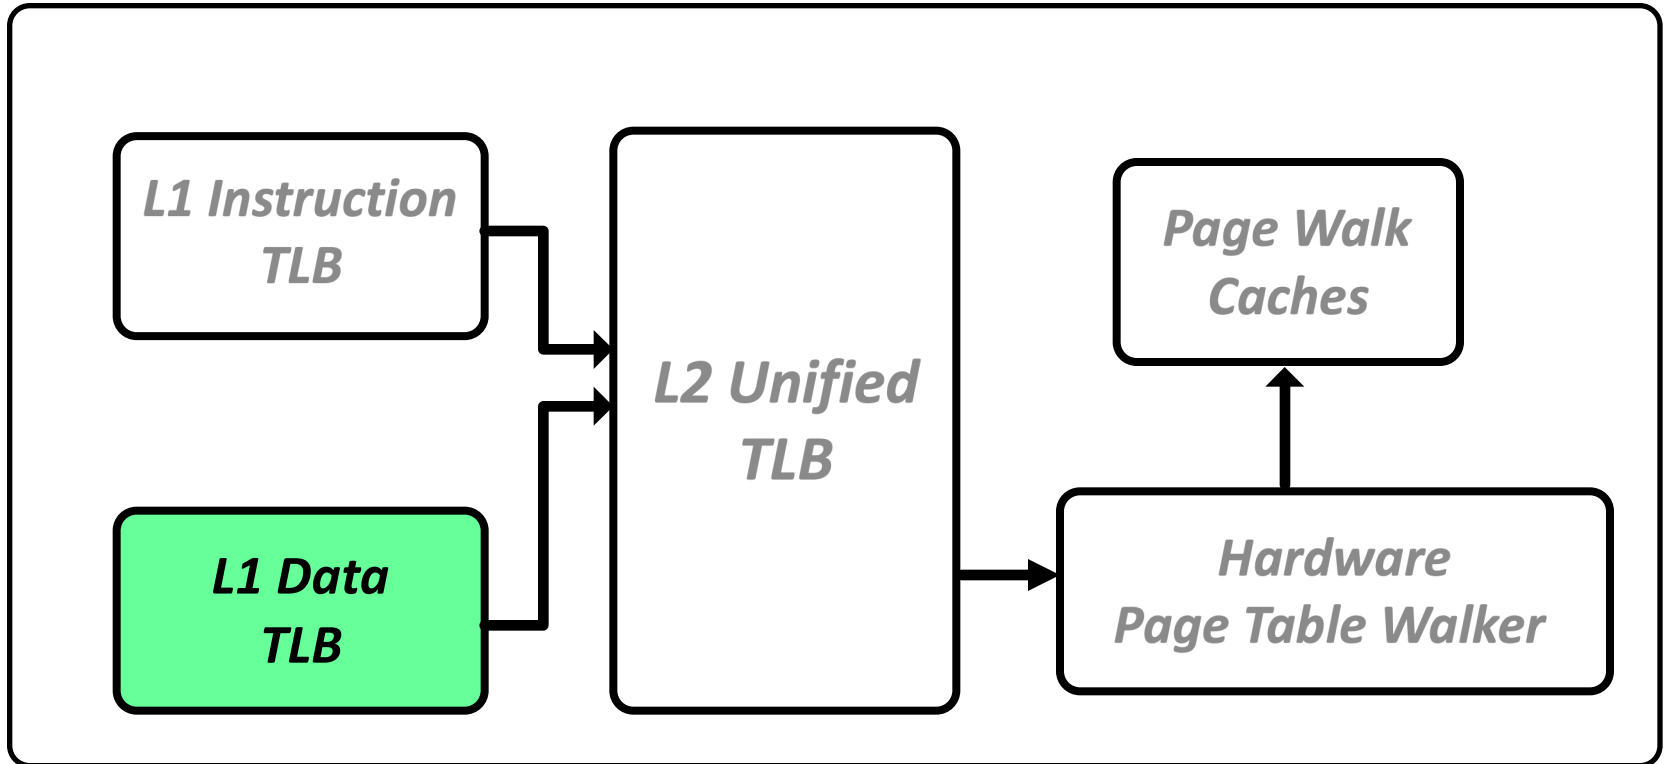 L1 Instruction
TLB
L1 Data
TLB
L2 Unified
TLB
Page Walk
Caches
Hardware
Page Table Walker